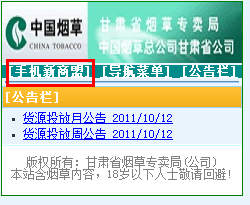 中国烟草
CHINA TOBACCO
甘肃省烟草专卖局
中国烟草总公司甘肃省公司
[手机新商盟] [导航菜单] [公告栏]
[公告栏]
货源投放月公告 2011/10/12
货源投放周公告 2011/10/12
版权所有：甘肃省烟草专卖局(公司)
本站含烟草内容，18岁以下人士敬请回避!